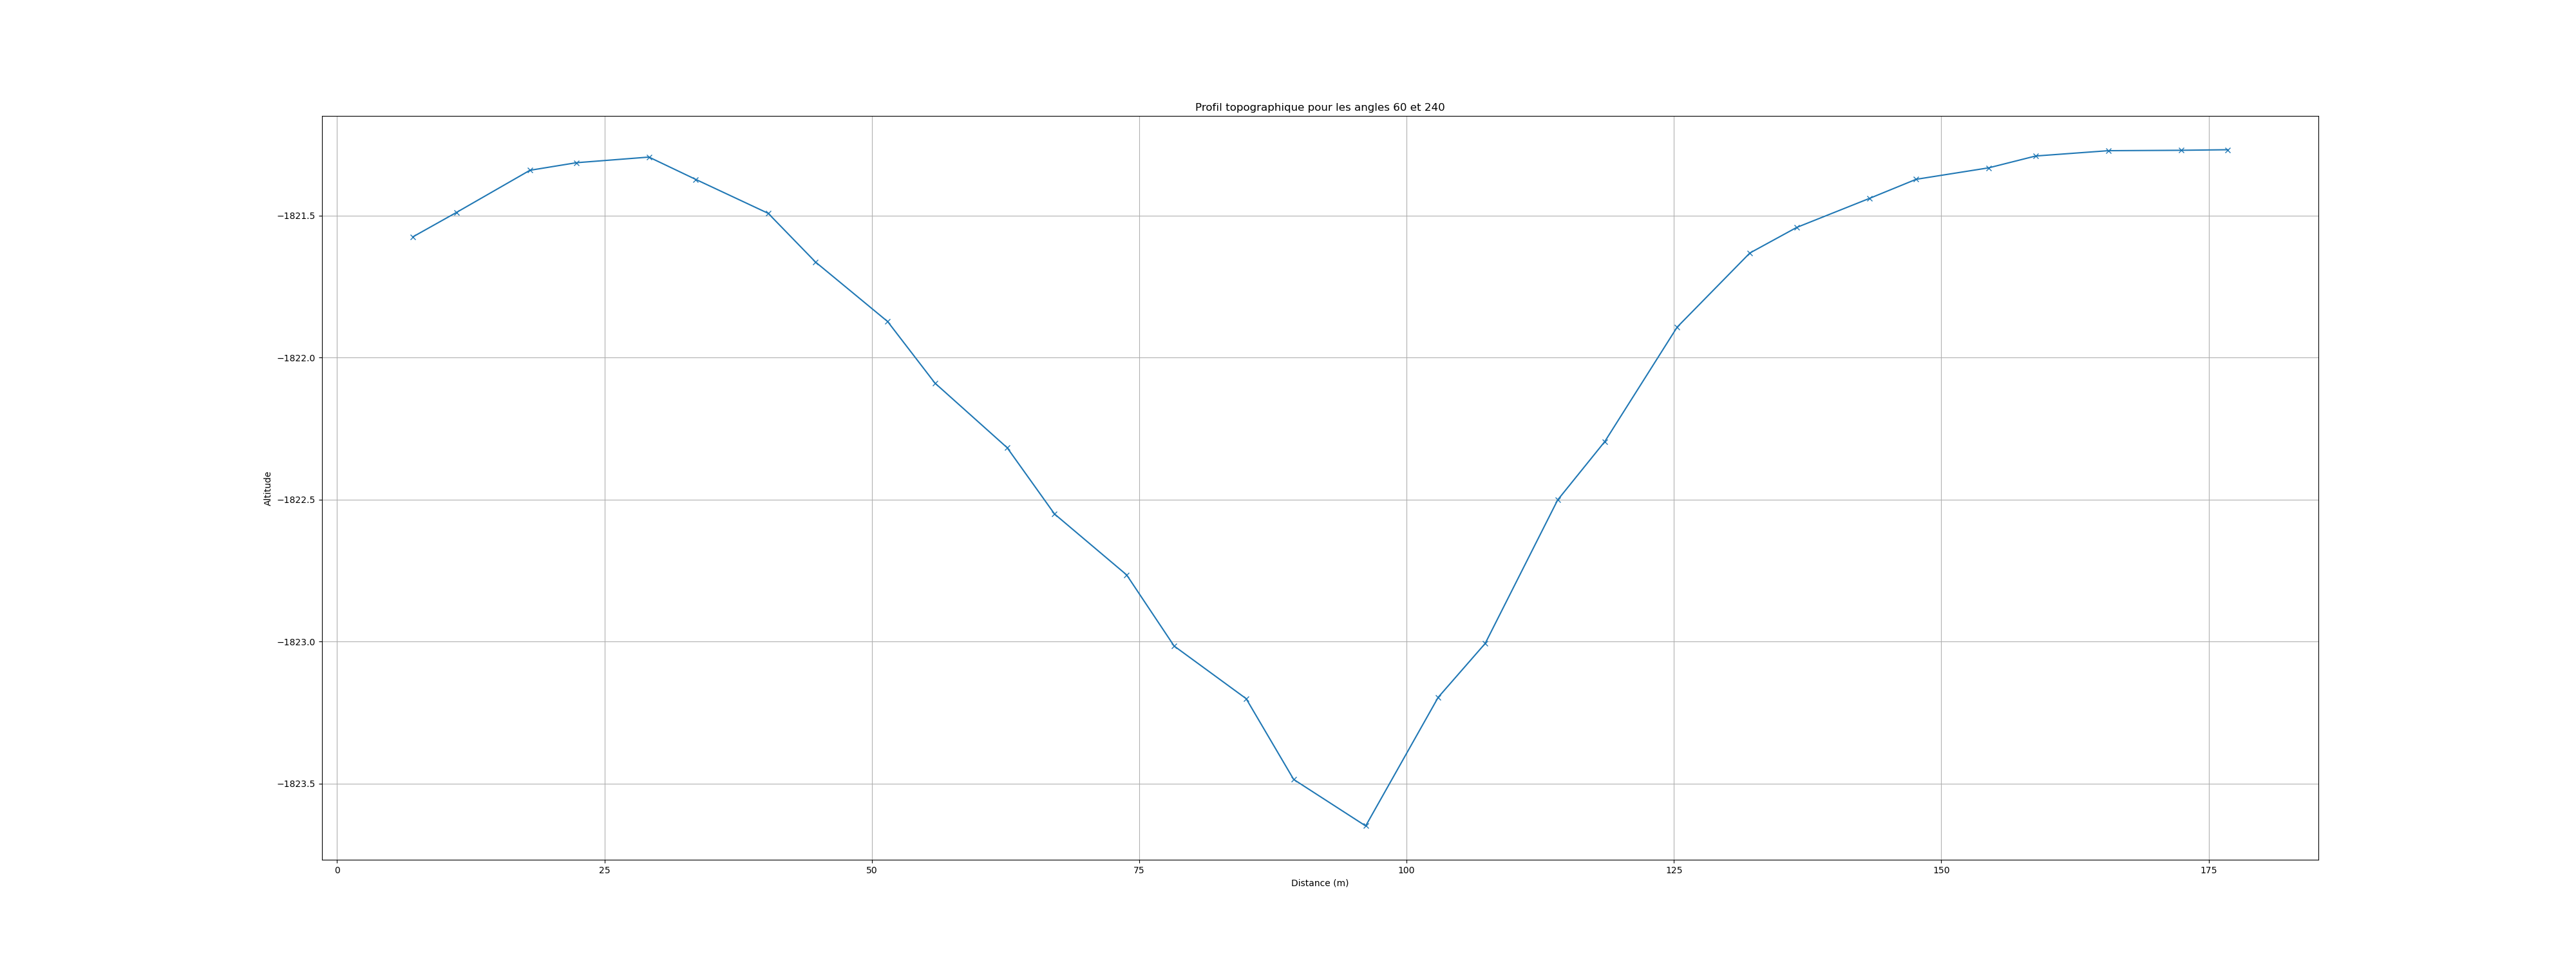 Profil topographique pour les angles 60 et 240
−1821.5
−1822.0
−1822.5
−1823.0
−1823.5
Altitude
0 25 50 75 100 125 150 175
Distance (m)